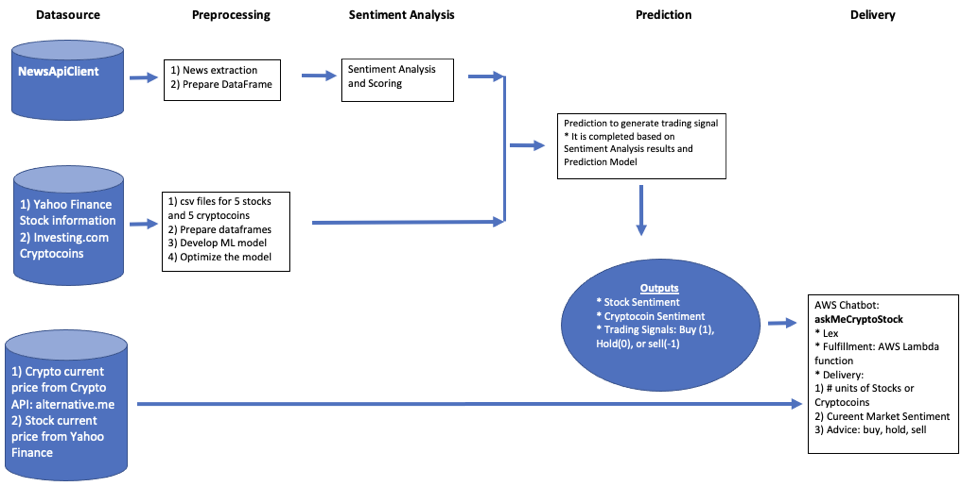 Datasource
Preprocessing
Sentiment Analysis
Prediction
Delivery
NewsApiClient
1) News extraction
2) Prepare DataFrame
Sentiment Analysis
and Scoring
Prediction to generate trading signal
* It is completed based on
Sentiment Analysis results and
Prediction Model
1) Yahoo Finance
Stock information
2) Investing.com
Cryptocoins
1) csv files for 5 stocks
and 5 cryptocoins
2) Prepare dataframes
3) Develop ML model
4) Optimize the model
Outputs
* Stock Sentiment
* Cryptocoin Sentiment
* Trading Signals: Buy (1),
Hold(0), or sell(-1)
AWS Chatbot:
askMeCryptoStock
* Lex
* Fulfillment: AWS Lambda
function
* Delivery:
1) # units of Stocks or
Cryptocoins
2) Cureent Market Sentiment
3) Advice: buy, hold, sell
1) Crypto current
price from Crypto
API: alternative.me
2) Stock current
price from Yahoo
Finance